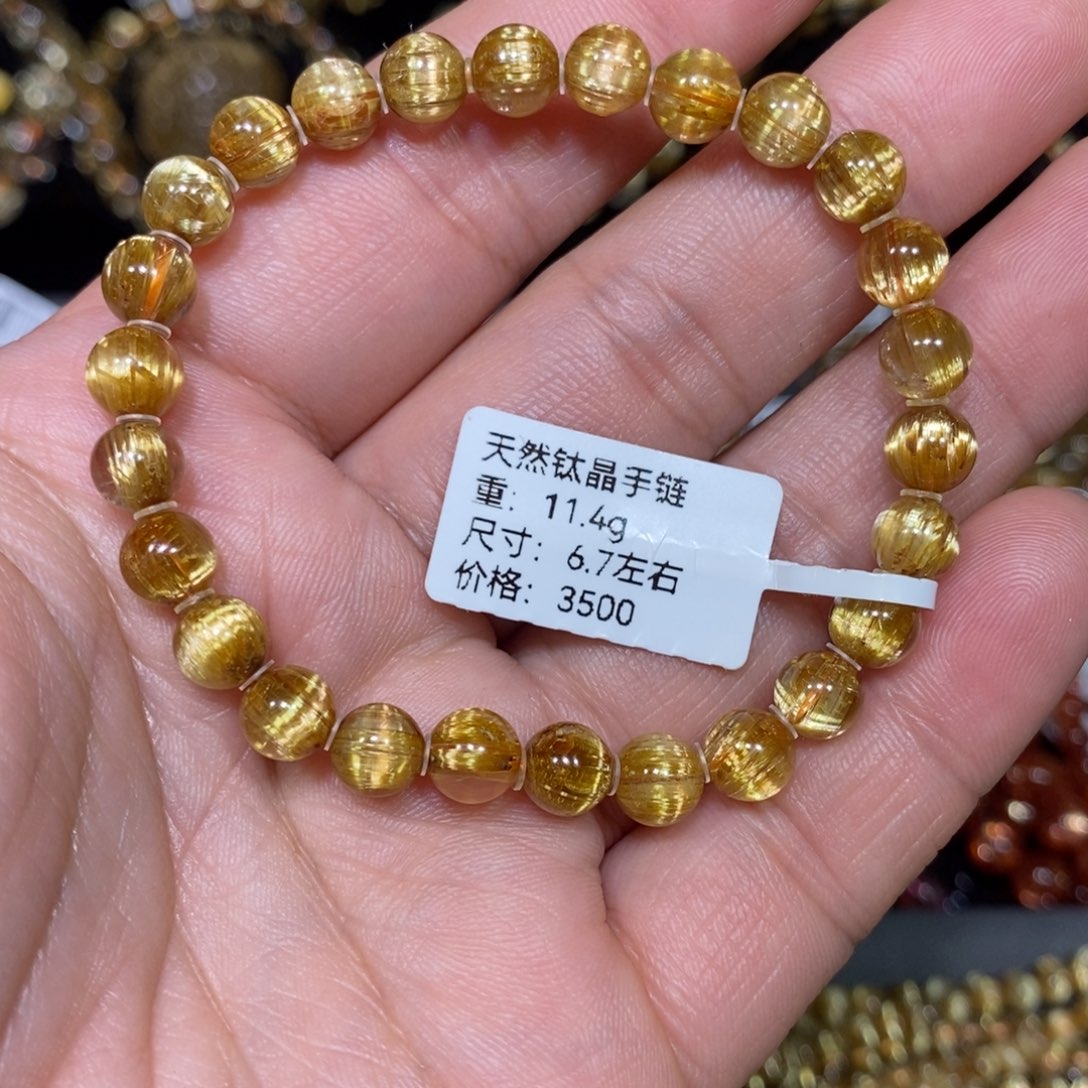 天然钛晶手链
重：11.4g
尺寸：6.7左右
价格：3500